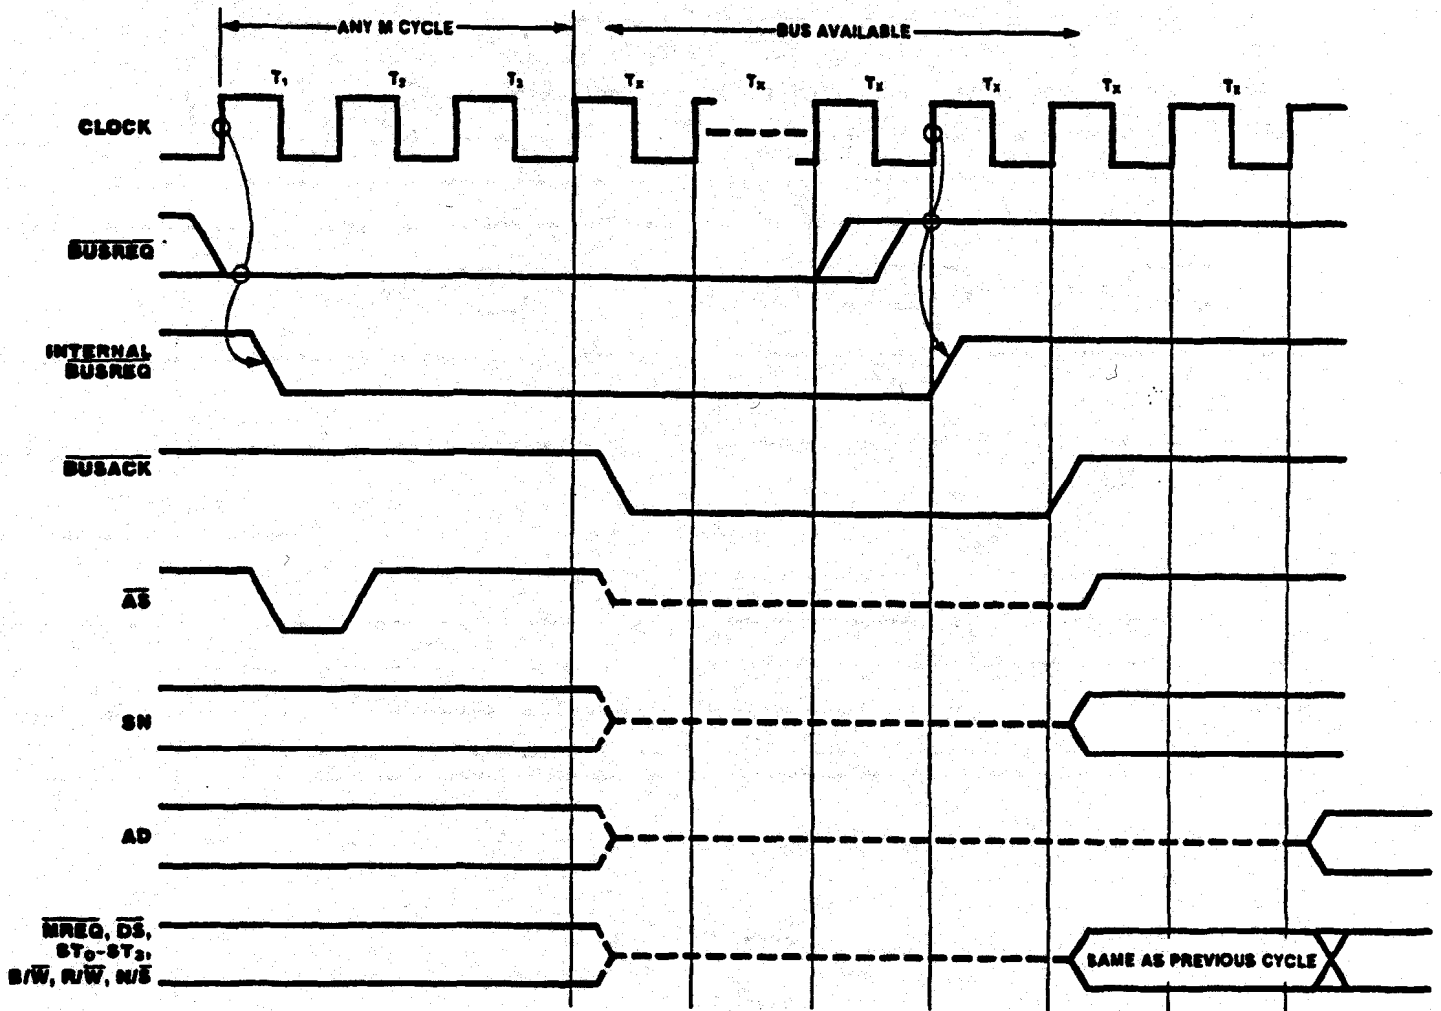 ANY M CYCLE
BUS AVAILABLE
T₁ T₂ T₃ Tx Tx Tx Tx Tx Tx
CLOCK
BUSREQ
INTERNAL
BUSREQ
BUSACK
AS
SN
AD
MREQ, DS,
ST₀-ST₃,
B/W, R/W, N/S
SAME AS PREVIOUS CYCLE